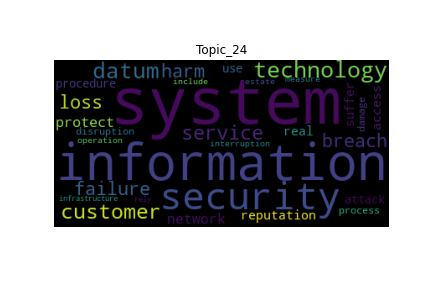 Topic_24
datum harm use technology
procedure include estate measure
loss system suffer damage access
protect disruption service real breach
operation interruption
information
failure security attack
infrastructure rely
customer network reputation process